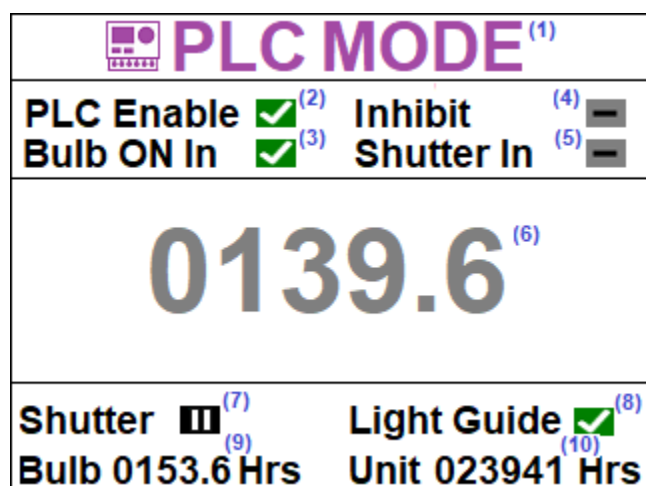 PLC MODE (1)
PLC Enable (2) Inhibit (4)
Bulb ON In (3) Shutter In (5)
0139.6 (6)
Shutter (7) Light Guide (8)
Bulb 0153.6 Hrs (9) Unit 023941 Hrs (10)